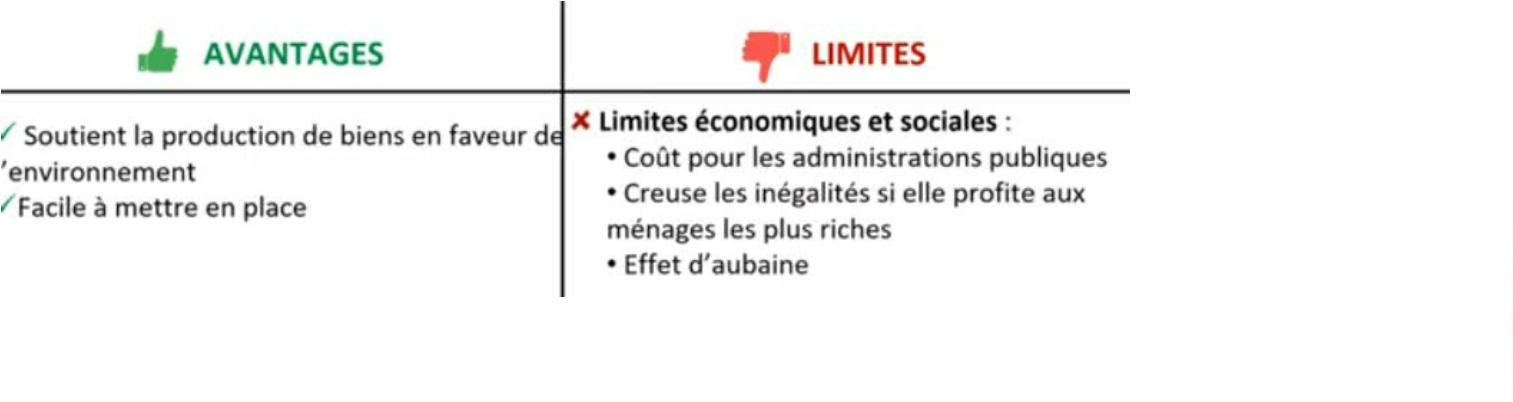 AVANTAGES
LIMITES
✓ Soutient la production de biens en faveur de
’environnement
✓Facile à mettre en place
✘ Limites économiques et sociales :
• Coût pour les administrations publiques
• Creuse les inégalités si elle profite aux
ménages les plus riches
• Effet d’aubaine